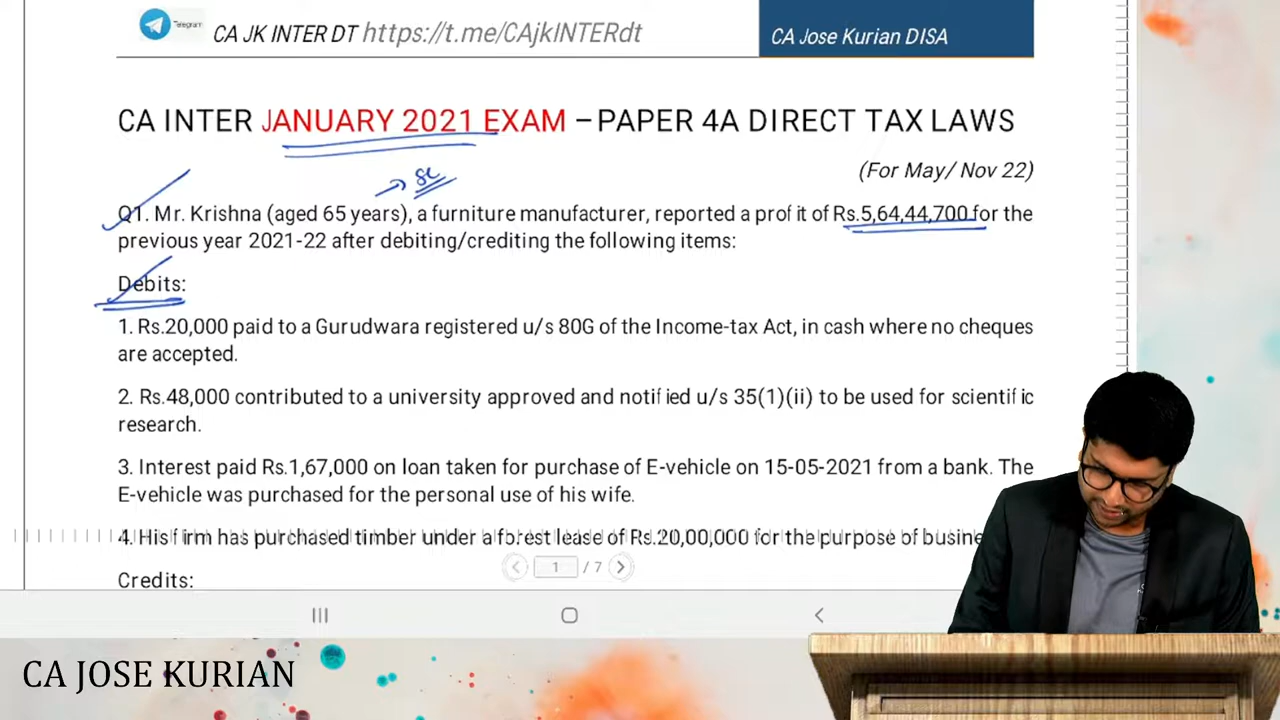 Telegram
CA JK INTER DT https://t.me/CAjkINTERdt
CA Jose Kurian DISA
CA INTER JANUARY 2021 EXAM – PAPER 4A DIRECT TAX LAWS
(For May/ Nov 22)
→ SC
Q1. Mr. Krishna (aged 65 years), a furniture manufacturer, reported a profit of Rs.5,64,44,700 for the
previous year 2021-22 after debiting/crediting the following items:
Debits:
1. Rs.20,000 paid to a Gurudwara registered u/s 80G of the Income-tax Act, in cash where no cheques
are accepted.
2. Rs.48,000 contributed to a university approved and notified u/s 35(1)(ii) to be used for scientific
research.
3. Interest paid Rs.1,67,000 on loan taken for purchase of E-vehicle on 15-05-2021 from a bank. The
E-vehicle was purchased for the personal use of his wife.
4. His firm has purchased timber under a forest lease of Rs.20,00,000 for the purpose of
1 / 7
Credits:
CA JOSE KURIAN